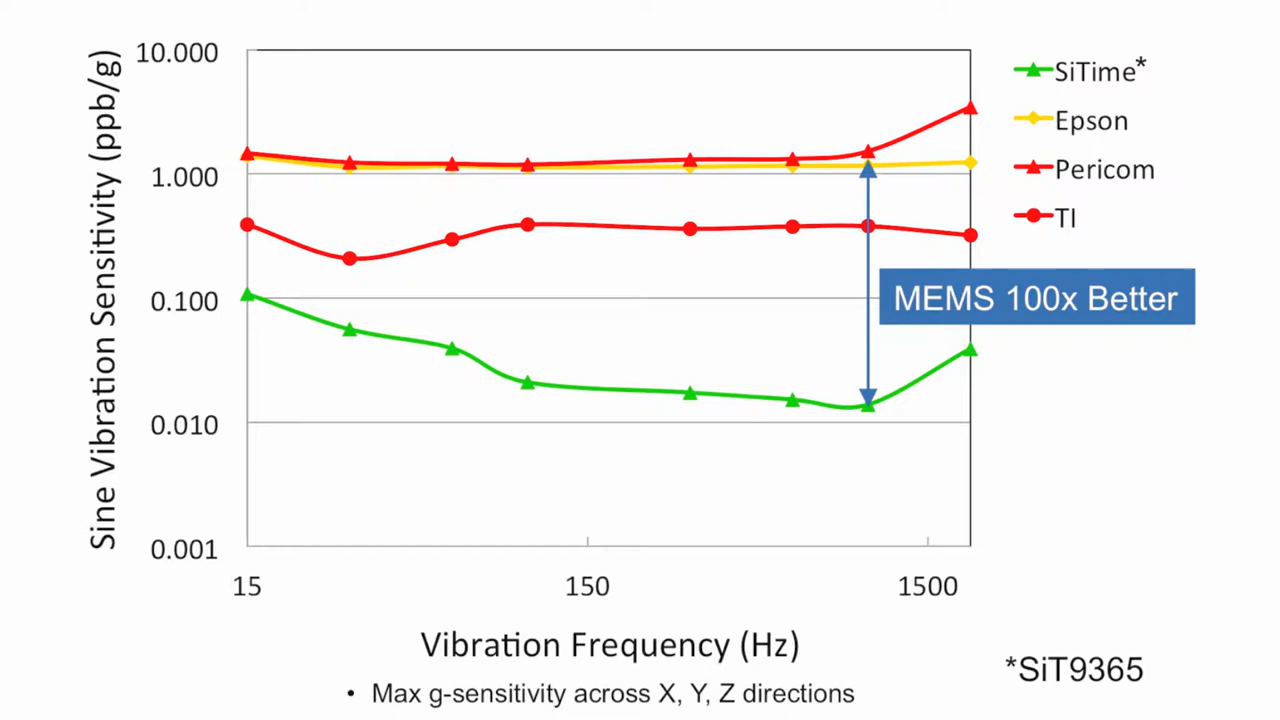 10.000
1.000
0.100
0.010
0.001
Sine Vibration Sensitivity (ppb/g)
15
150
1500
Vibration Frequency (Hz)
• Max g-sensitivity across X, Y, Z directions
SiTime*
Epson
Pericom
TI
MEMS 100x Better
*SiT9365